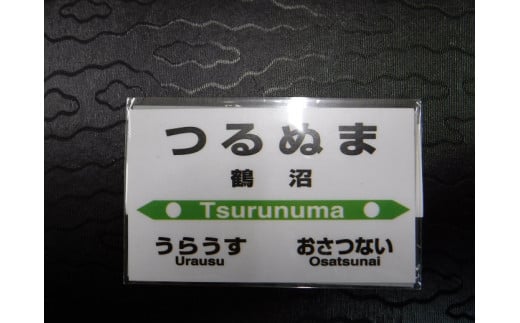 つるぬま
鶴沼
Tsurunuma
うらうす おさつない
Urausu Osatsunai